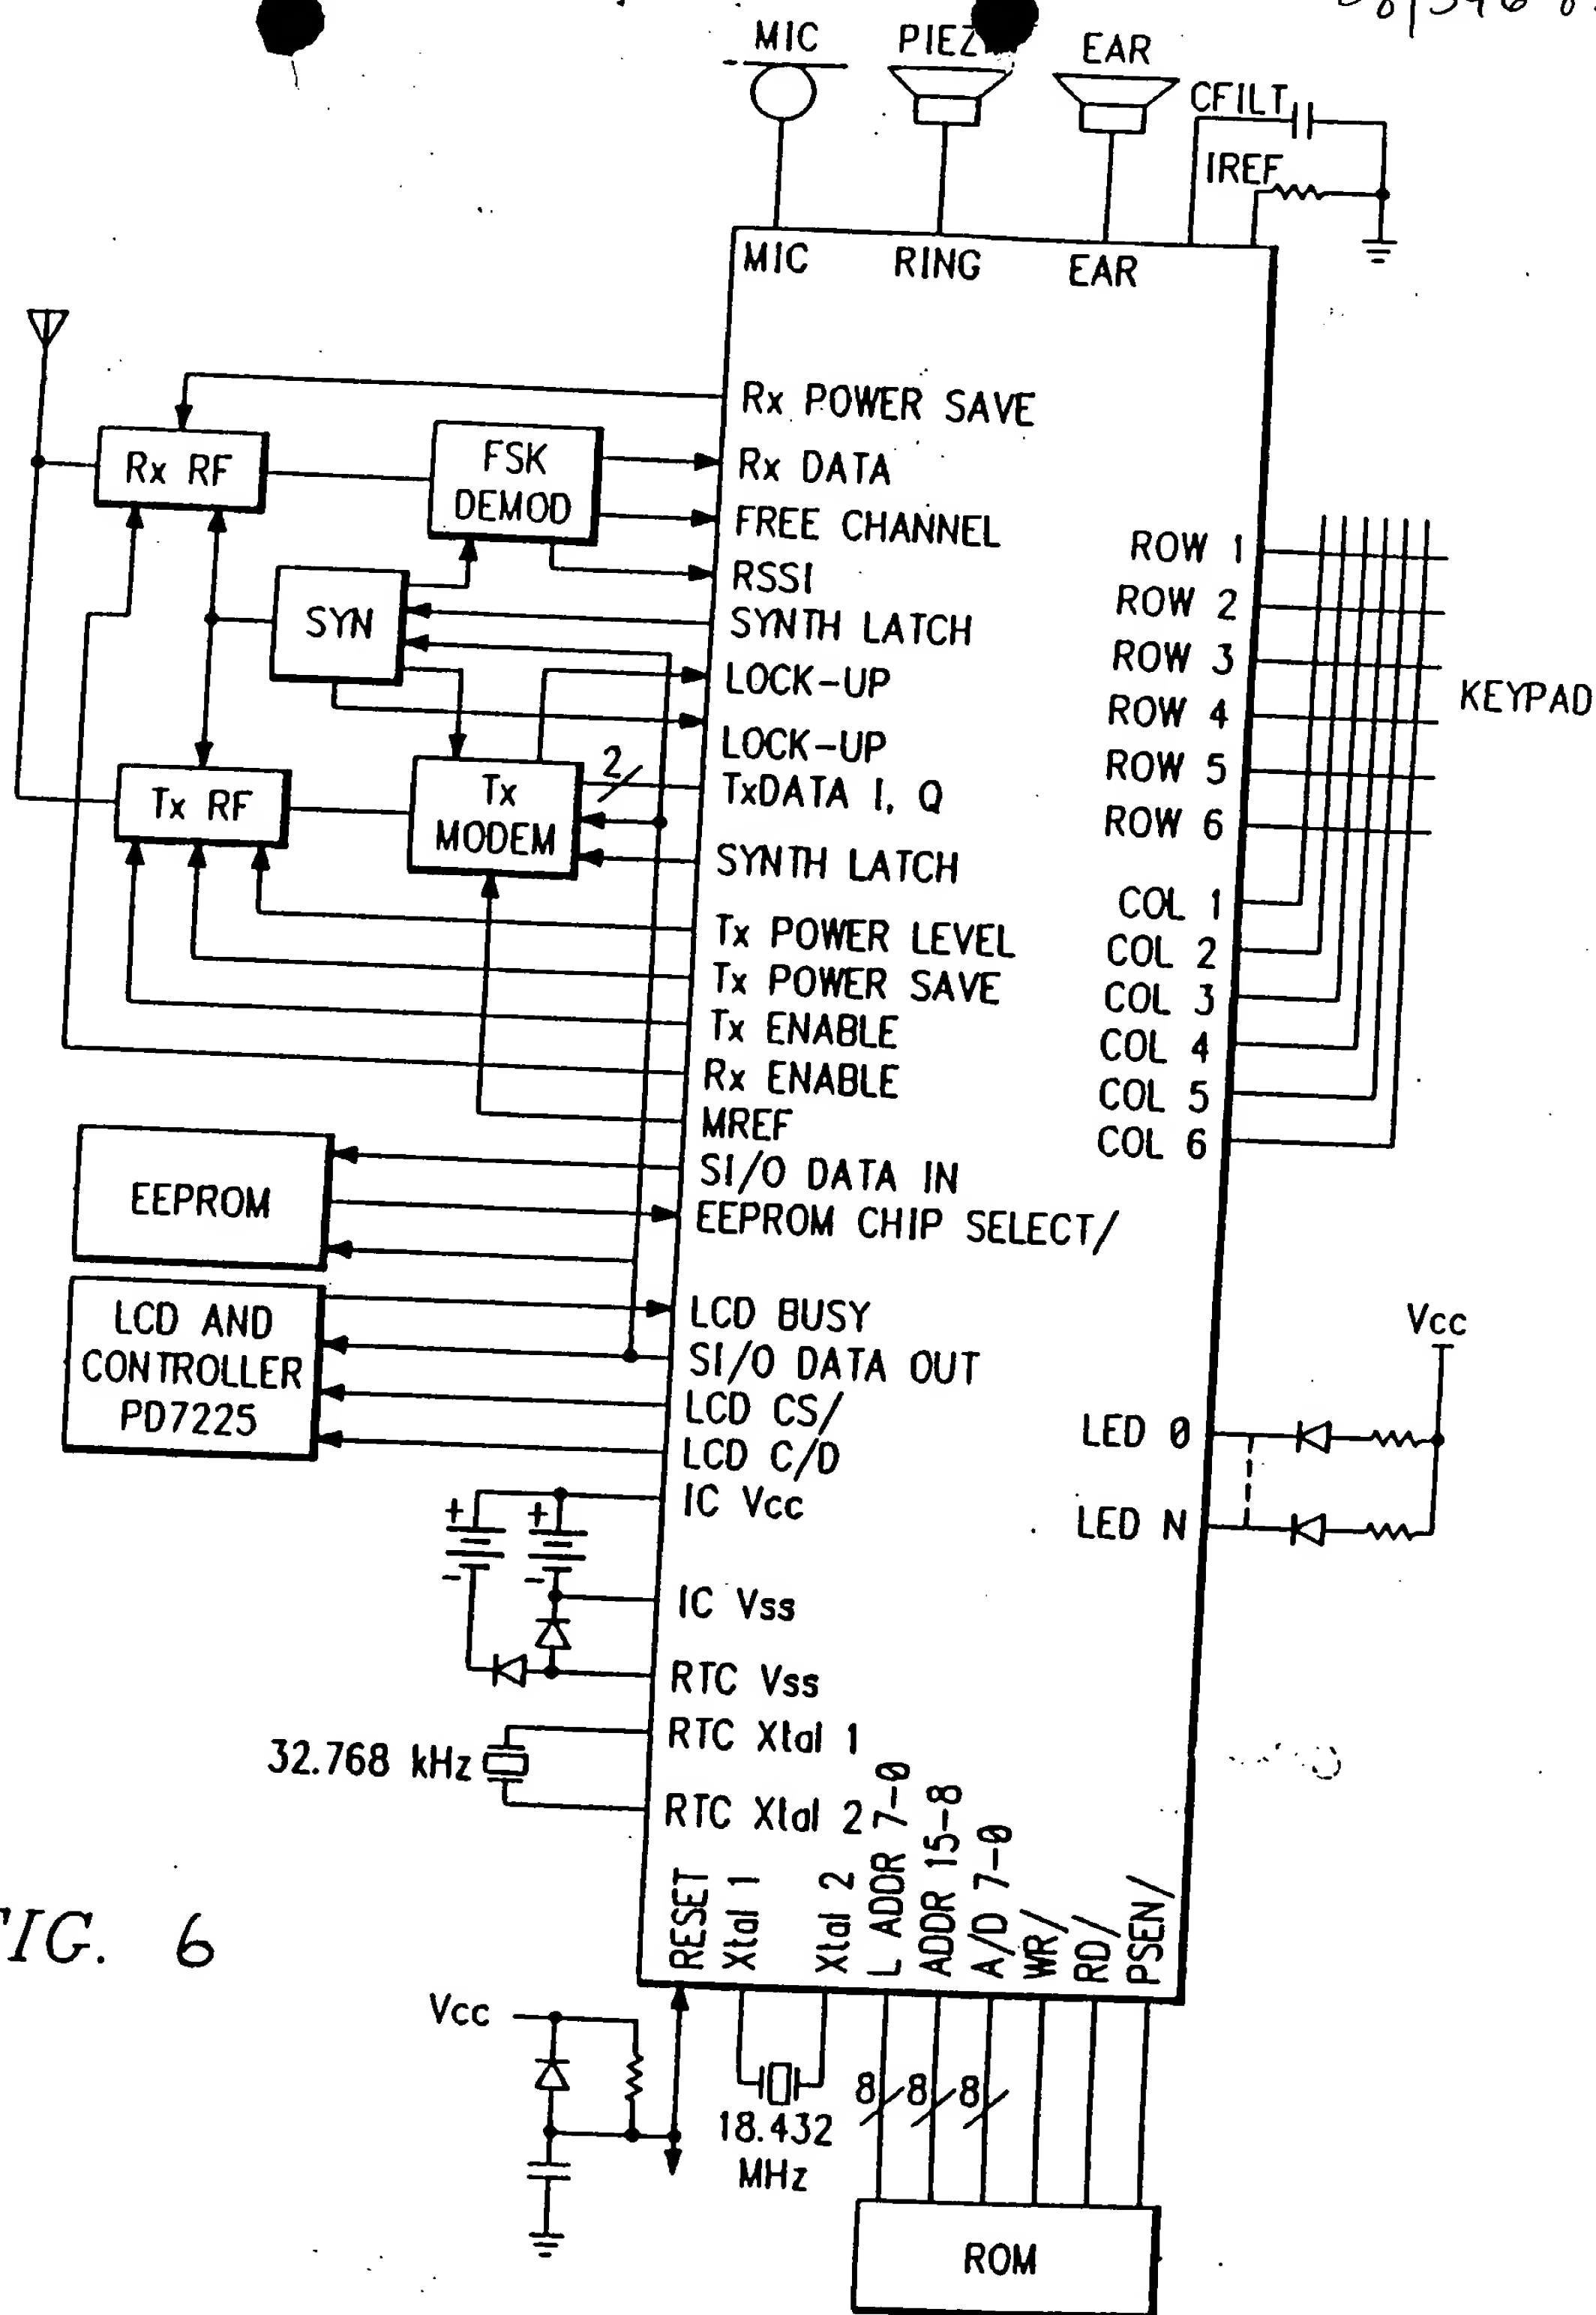 MIC
EAR
CFILT
IREF
MIC
RING
EAR
Rx POWER SAVE
Rx RF
FSK
DEMOD
Rx DATA
FREE CHANNEL
RSSI
SYN
SYNTH LATCH
LOCK-UP
LOCK-UP
Tx RF
Tx
MODEM
2
TxDATA I, Q
SYNTH LATCH
Tx POWER LEVEL
Tx POWER SAVE
Tx ENABLE
Rx ENABLE
MREF
ROW 1
ROW 2
ROW 3
ROW 4
ROW 5
ROW 6
KEYPAD
COL 1
COL 2
COL 3
COL 4
COL 5
COL 6
EEPROM
SI/O DATA IN
EEPROM CHIP SELECT/
LCD AND
CONTROLLER
PD7225
LCD BUSY
SI/O DATA OUT
LCD CS/
LCD C/D
Vcc
LED 0
LED N
+
+
-
-
IC Vcc
IC Vss
RTC Vss
32.768 kHz
RTC Xtal 1
RTC Xtal 2
RESET
Xtal 1
Xtal 2
L ADDR 7-0
ADDR 15-8
A/D 7-0
WR/
RD/
PSEN/
FIG. 6
Vcc
18.432
MHz
8
8
8
ROM